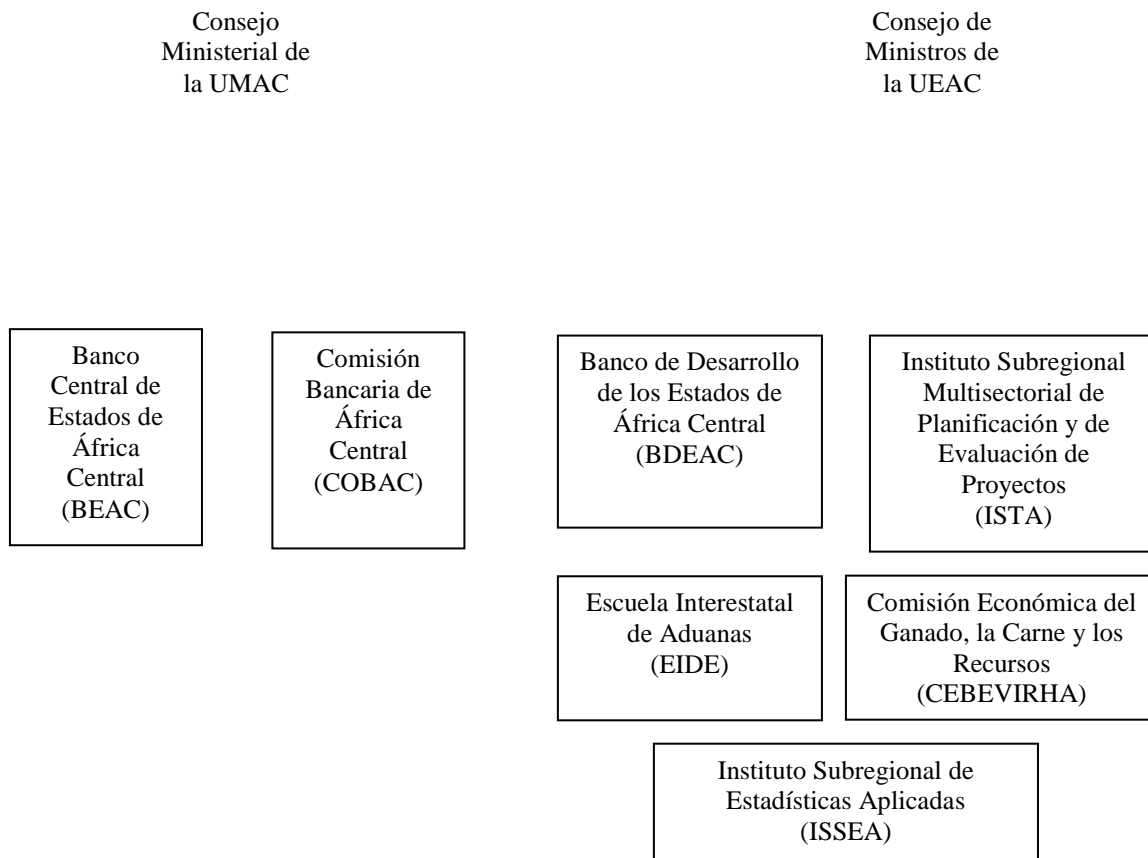 Consejo
Ministerial de
la UMAC
Consejo de
Ministros de
la UEAC
Banco
Central de
Estados de
África
Central
(BEAC)
Comisión
Bancaria de
África
Central
(COBAC)
Banco de Desarrollo
de los Estados de
África Central
(BDEAC)
Instituto Subregional
Multisectorial de
Planificación y de
Evaluación de
Proyectos
(ISTA)
Escuela Interestatal
de Aduanas
(EIDE)
Comisión Económica del
Ganado, la Carne y los
Recursos
(CEBEVIRHA)
Instituto Subregional de
Estadísticas Aplicadas
(ISSEA)